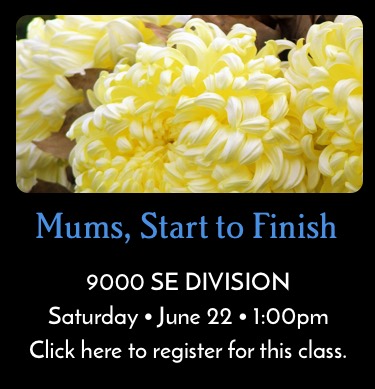 Mums, Start to Finish
9000 SE DIVISION
Saturday • June 22 • 1:00pm
Click here to register for this class.